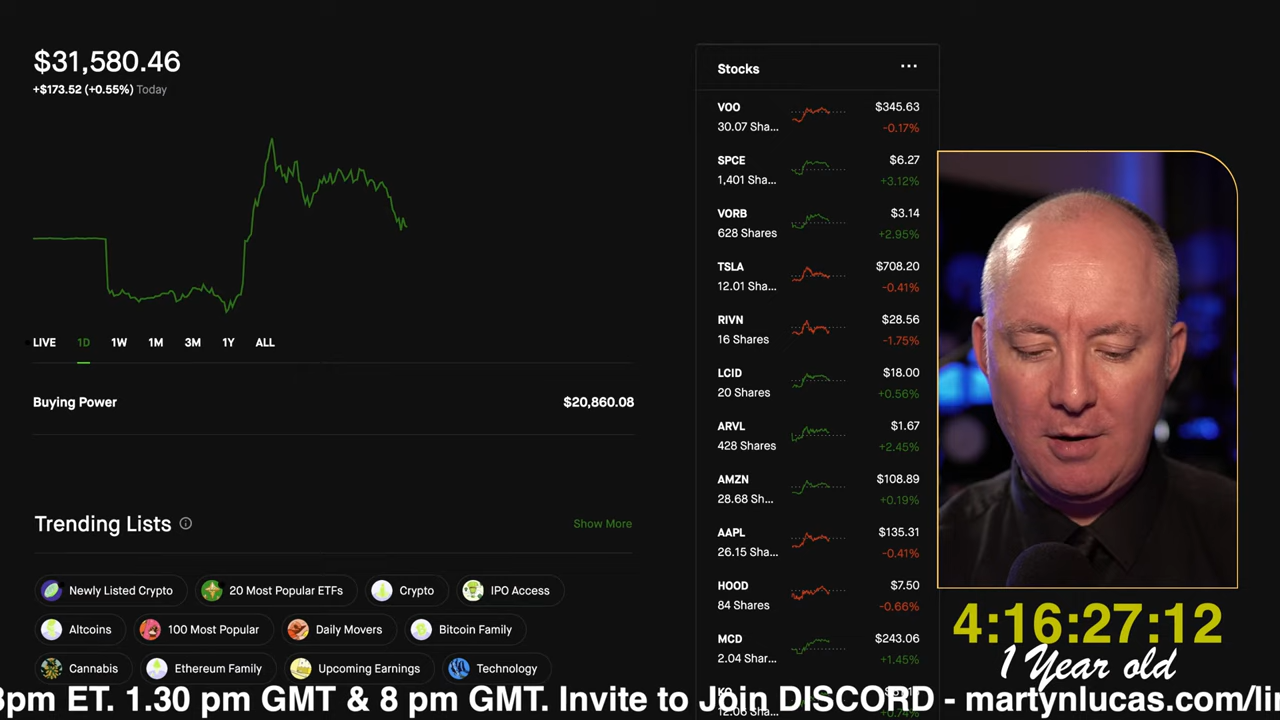 $31,580.46
+$173.52 (+0.55%) Today
LIVE 1D 1W 1M 3M 1Y ALL
Buying Power $20,860.08
Trending Lists Show More
Newly Listed Crypto 20 Most Popular ETFs Crypto IPO Access
Altcoins 100 Most Popular Daily Movers Bitcoin Family
Cannabis Ethereum Family Upcoming Earnings Technology
Stocks
VOO $345.63
30.07 Sha... -0.17%
SPCE $6.27
1,401 Sha... +3.12%
VORB $3.14
628 Shares +2.95%
TSLA $708.20
12.01 Sha... -0.41%
RIVN $28.56
16 Shares -1.75%
LCID $18.00
20 Shares +0.56%
ARVL $1.67
428 Shares +2.45%
AMZN $108.89
28.68 Sh... +0.19%
AAPL $135.31
26.15 Sha... -0.41%
HOOD $7.50
84 Shares -0.66%
MCD $243.06
2.04 Shar... +1.45%
12.06 Sha... +0.74%
4:16:27:12
1 Year old
3pm ET. 1.30 pm GMT & 8 pm GMT. Invite to Join DISCORD - martynlucas.com/lin